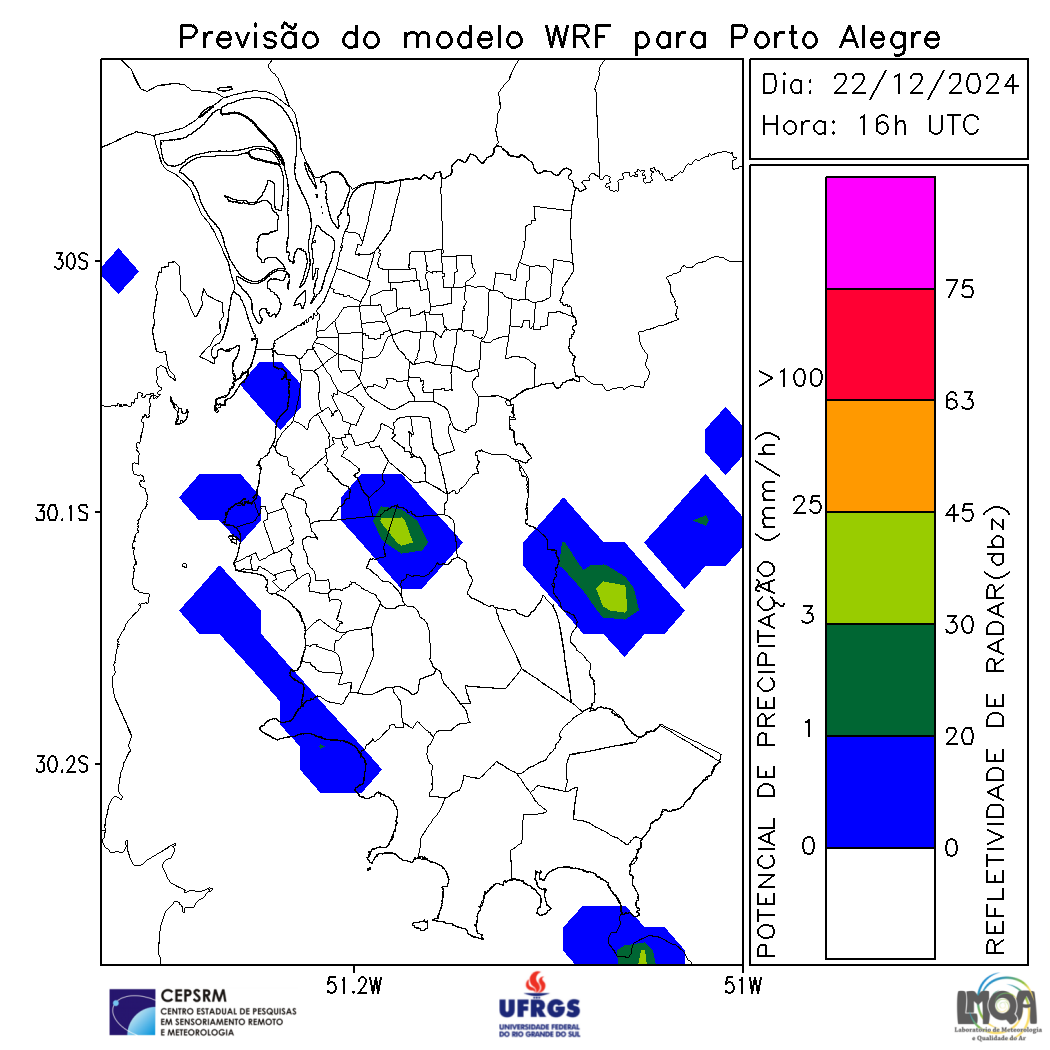 Previsão do modelo WRF para Porto Alegre
Dia: 22/12/2024
Hora: 16h UTC
30S
30.1S
30.2S
51.2W
51W
POTENCIAL DE PRECIPITAÇÃO (mm/h)
>100
25
3
1
0
75
63
45
30
20
0
REFLETIVIDADE DE RADAR(dbz)
CEPSRM
CENTRO ESTADUAL DE PESQUISAS
EM SENSORIAMENTO REMOTO
E METEOROLOGIA
UFRGS
UNIVERSIDADE FEDERAL
DO RIO GRANDE DO SUL
LMQA
Laboratório de Meteorologia
e Qualidade do Ar